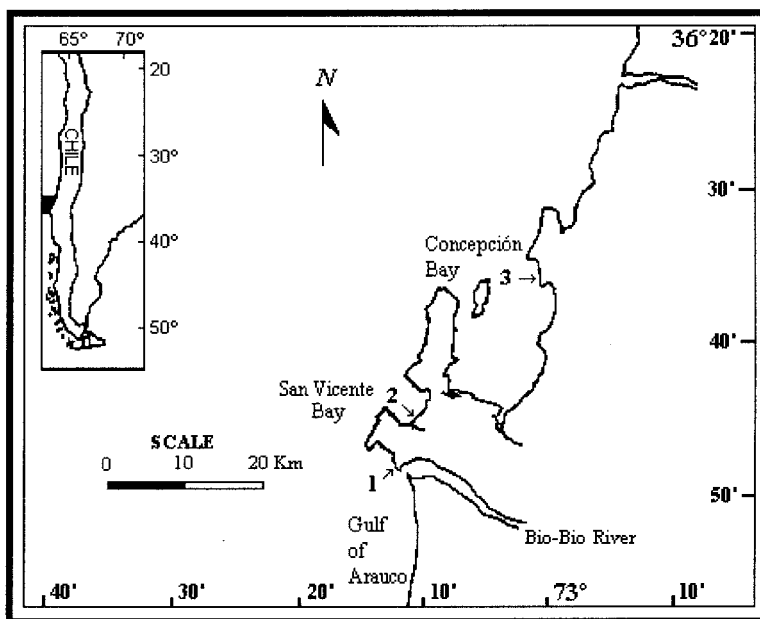 65° 70°
20
30°
40°
50°
CHILE
N
36° 20'
30'
40'
50'
Concepción
Bay
3
San Vicente
Bay
2
SCALE
0 10 20 Km
1
Gulf
of
Arauco
Bio-Bio River
40' 30' 20' 10' 73° 10'